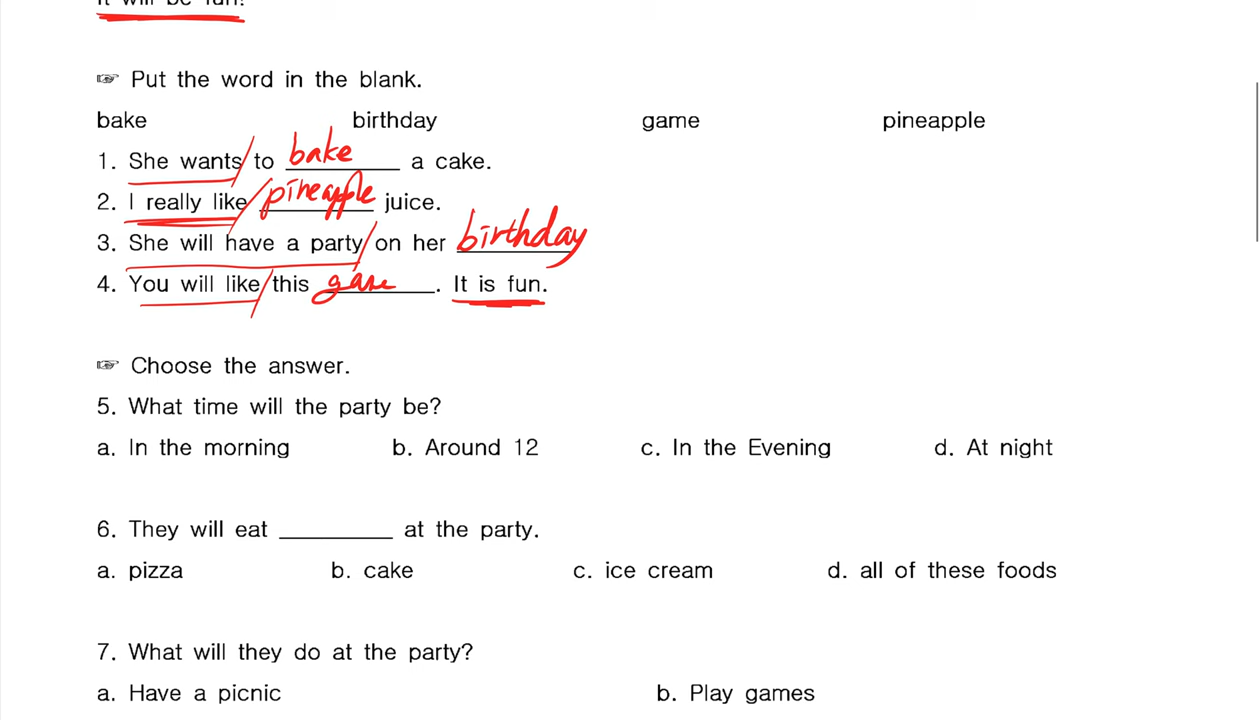 It will be fun!
☞ Put the word in the blank.
bake birthday game pineapple
1. She wants / to bake a cake.
2. I really like / pineapple juice.
3. She will have a party / on her birthday
4. You will like / this game. It is fun.
☞ Choose the answer.
5. What time will the party be?
a. In the morning b. Around 12 c. In the Evening d. At night
6. They will eat ________ at the party.
a. pizza b. cake c. ice cream d. all of these foods
7. What will they do at the party?
a. Have a picnic b. Play games